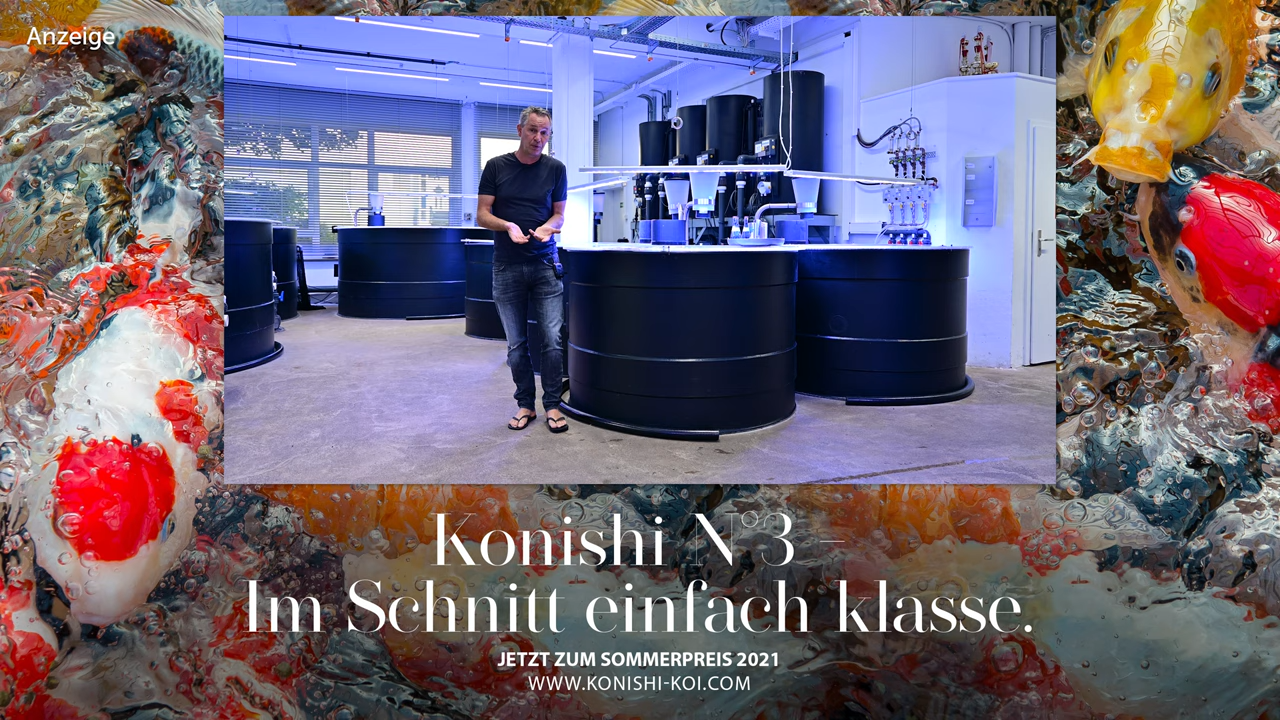 Anzeige
Konishi N°3 –
Im Schnitt einfach klasse.
JETZT ZUM SOMMERPREIS 2021
WWW.KONISHI-KOI.COM